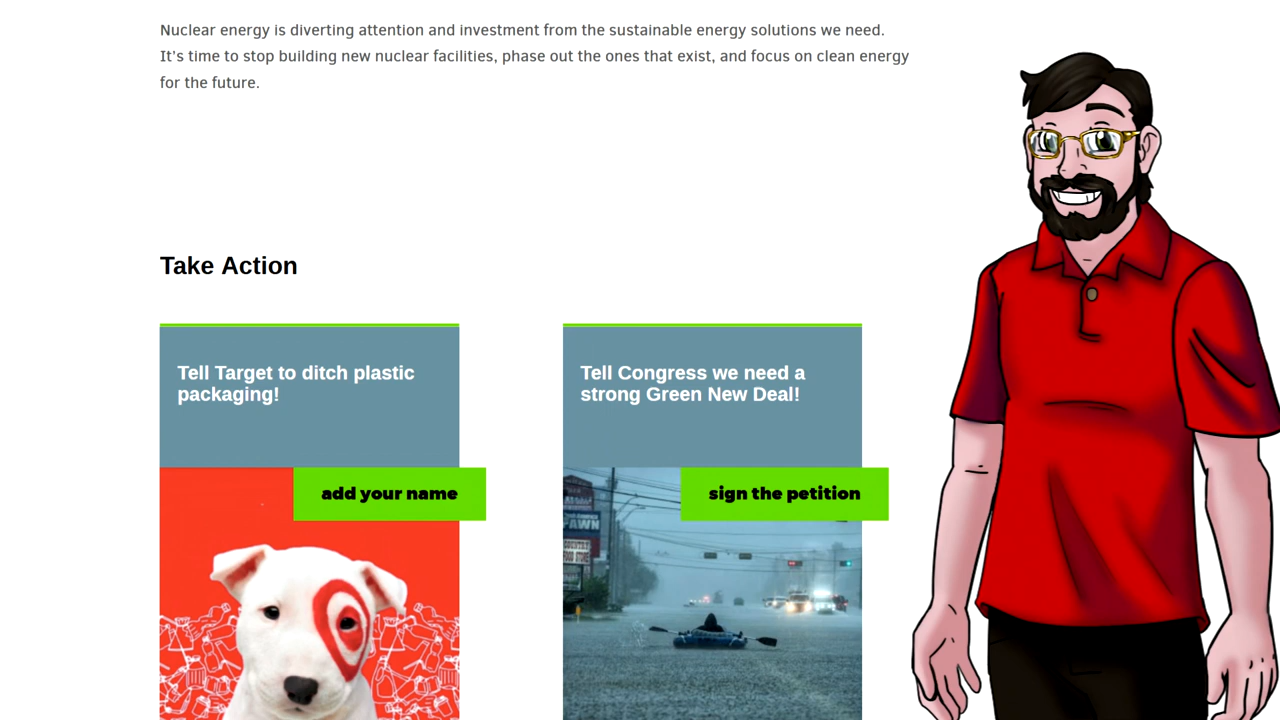 Nuclear energy is diverting attention and investment from the sustainable energy solutions we need.
It's time to stop building new nuclear facilities, phase out the ones that exist, and focus on clean energy
for the future.
Take Action
Tell Target to ditch plastic
packaging!
add your name
Tell Congress we need a
strong Green New Deal!
sign the petition
PAWN
FOOD STORE